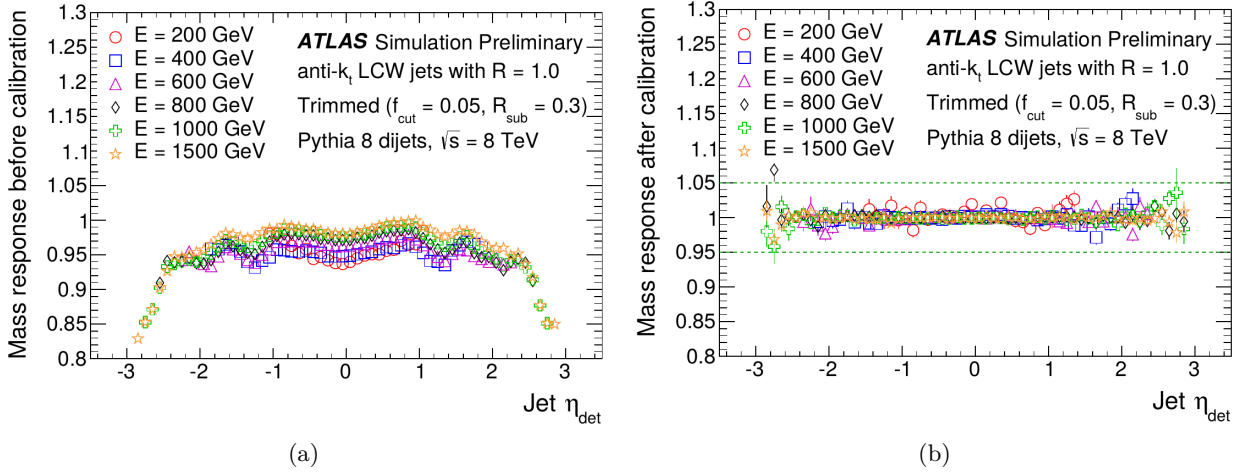 1.3
1.25
1.2
1.15
1.1
1.05
1
0.95
0.9
0.85
0.8
Mass response before calibration
E = 200 GeV
E = 400 GeV
E = 600 GeV
E = 800 GeV
E = 1000 GeV
E = 1500 GeV
ATLAS Simulation Preliminary
anti-kt LCW jets with R = 1.0
Trimmed (fcut = 0.05, Rsub = 0.3)
Pythia 8 dijets, √s = 8 TeV
-3 -2 -1 0 1 2 3
Jet ηdet
(a)
1.3
1.25
1.2
1.15
1.1
1.05
1
0.95
0.9
0.85
0.8
Mass response after calibration
E = 200 GeV
E = 400 GeV
E = 600 GeV
E = 800 GeV
E = 1000 GeV
E = 1500 GeV
ATLAS Simulation Preliminary
anti-kt LCW jets with R = 1.0
Trimmed (fcut = 0.05, Rsub = 0.3)
Pythia 8 dijets, √s = 8 TeV
-3 -2 -1 0 1 2 3
Jet ηdet
(b)